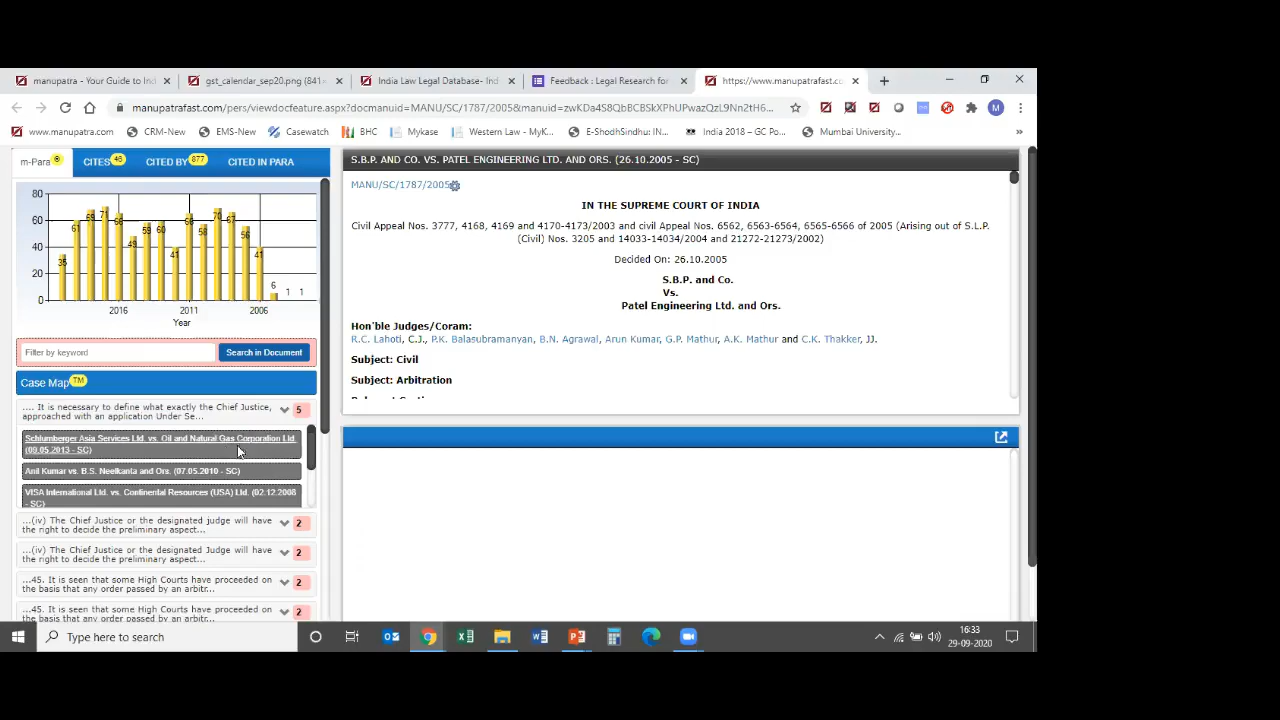 manupatra - Your Guide to Ind
gst_calendar_sep20.png (841×
India Law Legal Database- Ind
Feedback : Legal Research for
https://www.manupatrafast.co
manupatrafast.com/pers/viewdocfeature.aspx?docmanuid=MANU/SC/1787/2005&manuid=zwKDa4S8QbBCBSkXPhUPwazQzL9Nn2tH6...
M
www.manupatra.com
CRM-New
EMS-New
Casewatch
BHC
Mykase
Western Law - MyK...
E-ShodhSindhu: IN...
India 2018 – GC Po...
Mumbai University...
»
m-Para
CITES 46
CITED BY 877
CITED IN PARA
80
60
40
20
0
35
61
69
71
66
49
59
60
41
66
58
70
67
56
41
6
1
1
2016
2011
2006
Year
Filter by keyword
Search in Document
Case Map TM
.... It is necessary to define what exactly the Chief Justice,
approached with an application Under Se...
5
Schlumberger Asia Services Ltd. vs. Oil and Natural Gas Corporation Ltd.
(09.05.2013 - SC)
Anil Kumar vs. B.S. Neelkanta and Ors. (07.05.2010 - SC)
VISA International Ltd. vs. Continental Resources (USA) Ltd. (02.12.2008
- SC)
...(iv) The Chief Justice or the designated judge will have
the right to decide the preliminary aspect...
2
...(iv) The Chief Justice or the designated Judge will have
the right to decide the preliminary aspect...
2
...45. It is seen that some High Courts have proceeded on
the basis that any order passed by an arbitr...
2
...45. It is seen that some High Courts have proceeded on
the basis that any order passed by an arbitr...
2
S.B.P. AND CO. VS. PATEL ENGINEERING LTD. AND ORS. (26.10.2005 - SC)
MANU/SC/1787/2005
IN THE SUPREME COURT OF INDIA
Civil Appeal Nos. 3777, 4168, 4169 and 4170-4173/2003 and civil Appeal Nos. 6562, 6563-6564, 6565-6566 of 2005 (Arising out of S.L.P.
(Civil) Nos. 3205 and 14033-14034/2004 and 21272-21273/2002)
Decided On: 26.10.2005
S.B.P. and Co.
Vs.
Patel Engineering Ltd. and Ors.
Hon'ble Judges/Coram:
R.C. Lahoti, C.J., P.K. Balasubramanyan, B.N. Agrawal, Arun Kumar, G.P. Mathur, A.K. Mathur and C.K. Thakker, JJ.
Subject: Civil
Subject: Arbitration
Type here to search
16:33
29-09-2020